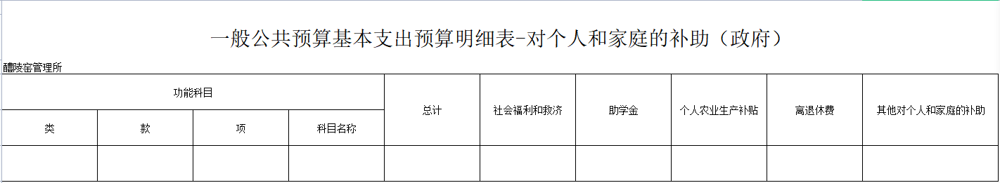 一般公共预算基本支出预算明细表-对个人和家庭的补助（政府）
醴陵窑管理所
功能科目 总计 社会福利和救济 助学金 个人农业生产补贴 离退休费 其他对个人和家庭的补助
类 款 项 科目名称